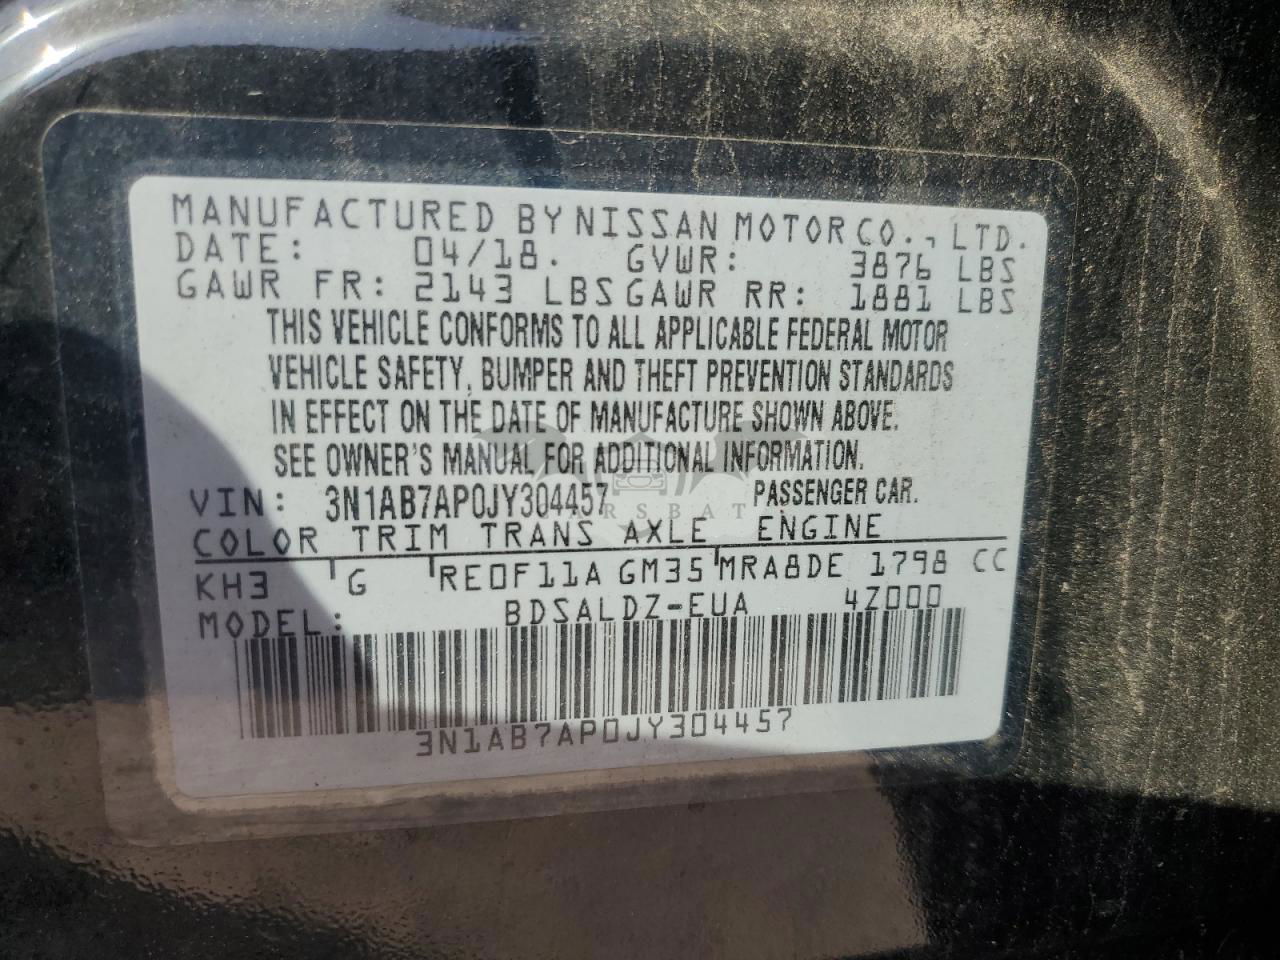 MANUFACTURED BY NISSAN MOTOR CO., LTD.
DATE: 04/18. GVWR: 3876 LBS
GAWR FR: 2143 LBS GAWR RR: 1881 LBS
THIS VEHICLE CONFORMS TO ALL APPLICABLE FEDERAL MOTOR
VEHICLE SAFETY, BUMPER AND THEFT PREVENTION STANDARDS
IN EFFECT ON THE DATE OF MANUFACTURE SHOWN ABOVE.
SEE OWNER'S MANUAL FOR ADDITIONAL INFORMATION.
VIN: 3N1AB7AP0JY304457 PASSENGER CAR.
COLOR TRIM TRANS AXLE ENGINE
KH3 G RE0F11A GM35 MRA8DE 1798 CC
MODEL: BDSALDZ-EUA 4Z000
3N1AB7AP0JY304457